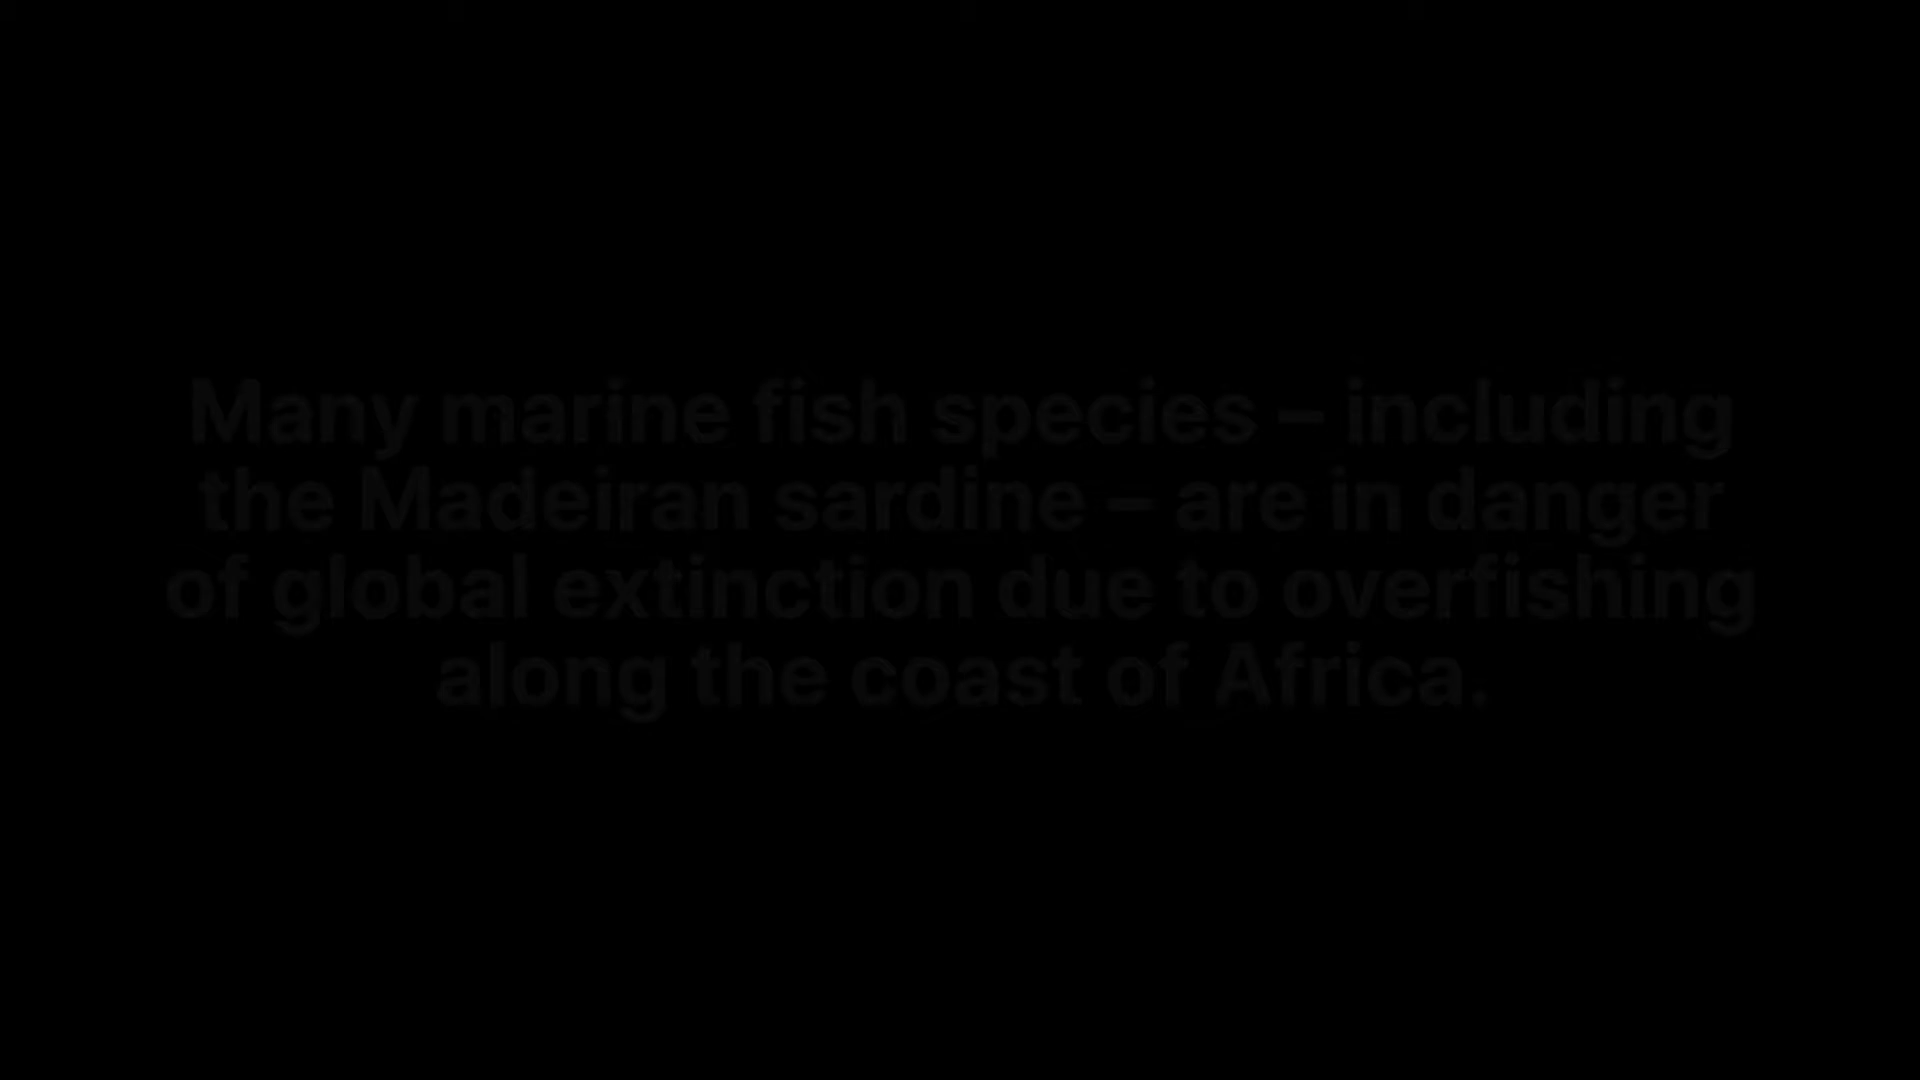 Many marine fish species – including
the Madeiran sardine – are in danger
of global extinction due to overfishing
along the coast of Africa.